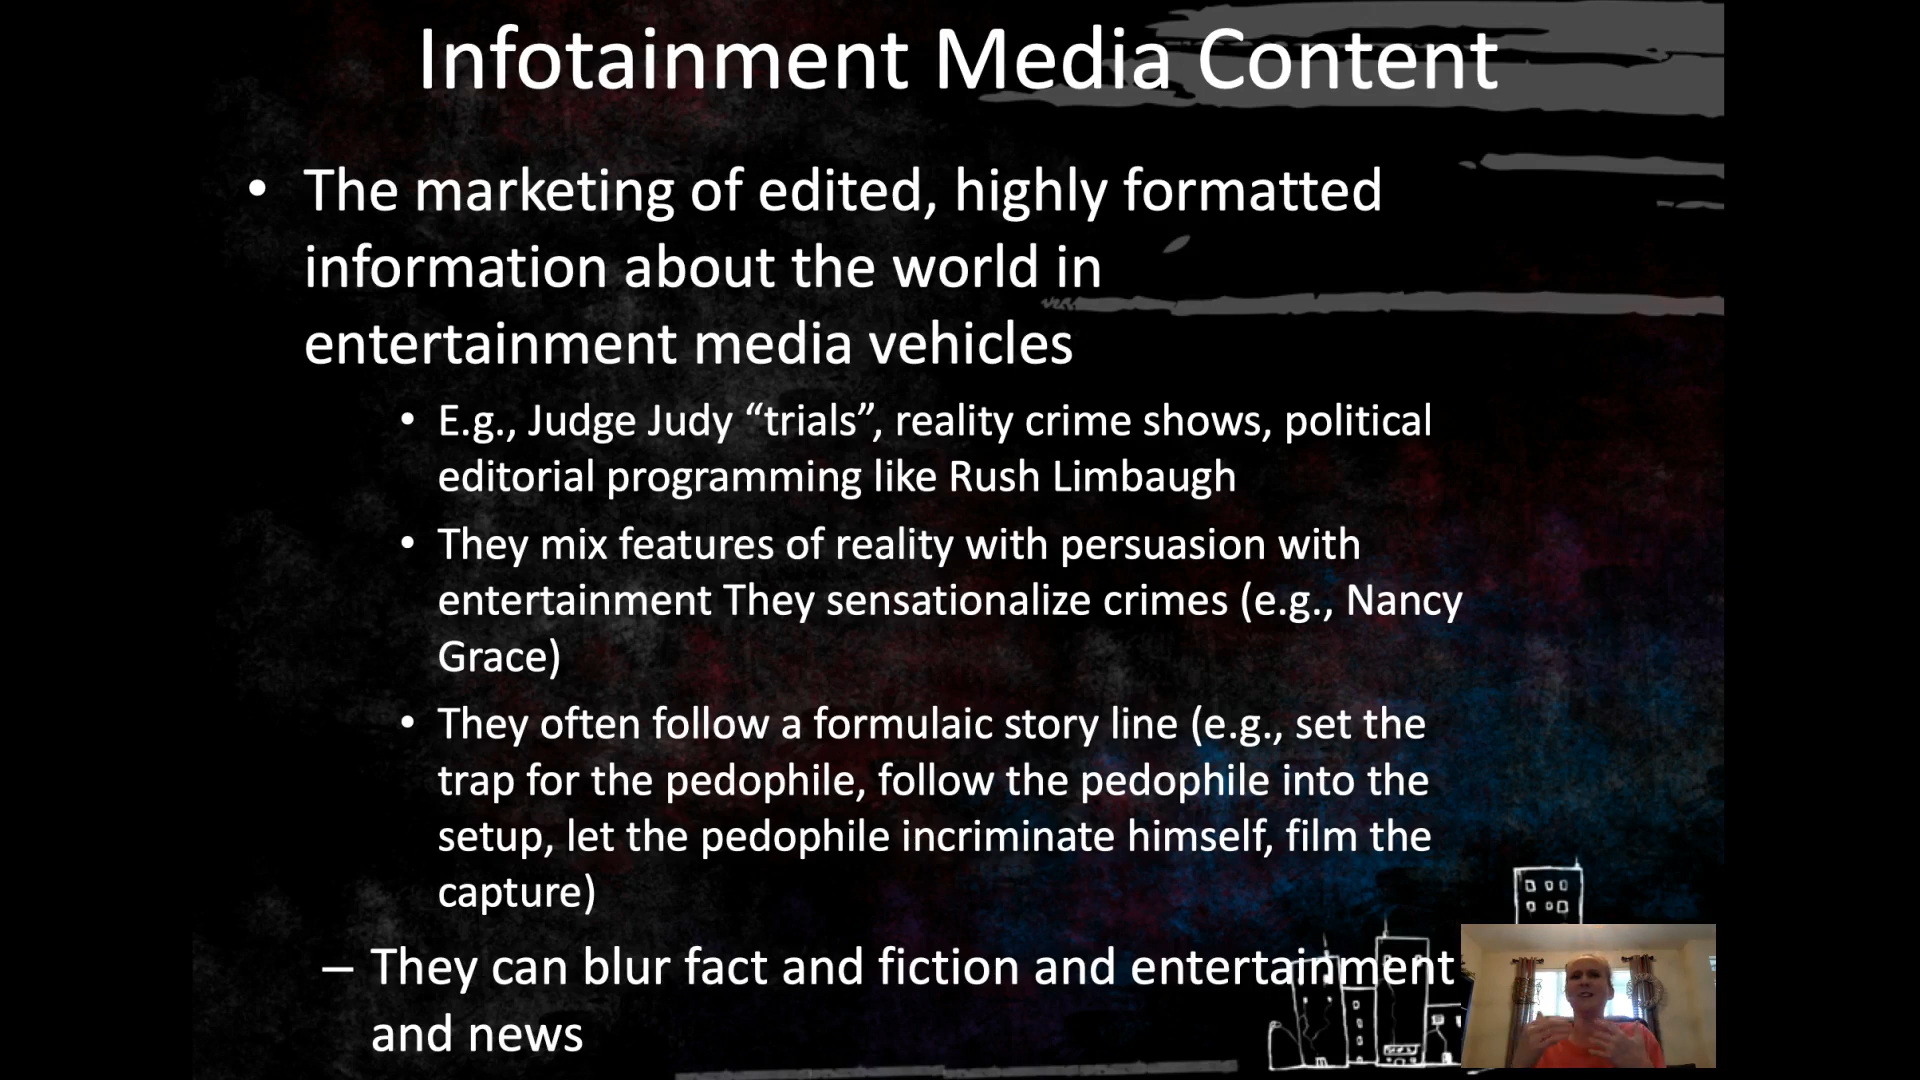 Infotainment Media Content
• The marketing of edited, highly formatted
information about the world in
entertainment media vehicles
• E.g., Judge Judy “trials”, reality crime shows, political
editorial programming like Rush Limbaugh
• They mix features of reality with persuasion with
entertainment They sensationalize crimes (e.g., Nancy
Grace)
• They often follow a formulaic story line (e.g., set the
trap for the pedophile, follow the pedophile into the
setup, let the pedophile incriminate himself, film the
capture)
– They can blur fact and fiction and entertainment
and news